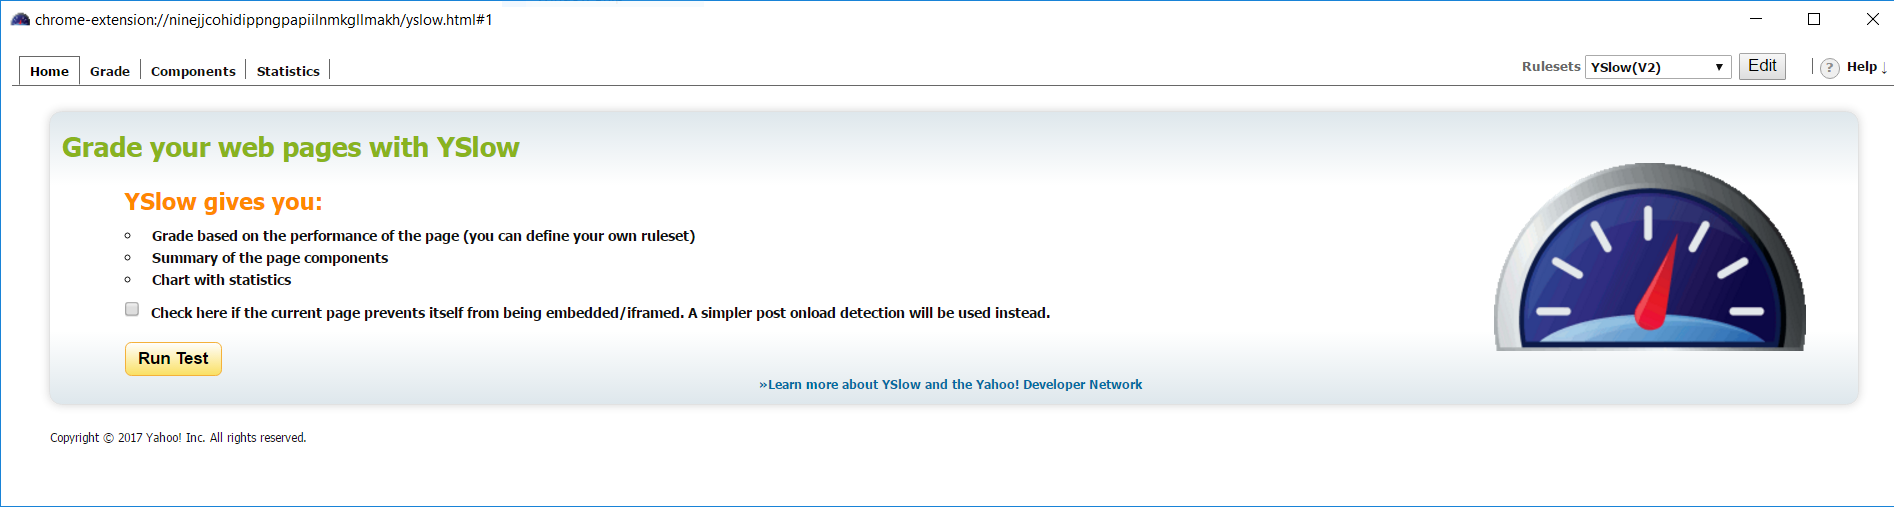 chrome-extension://ninejjcohidippngpapiilnmkgllmakh/yslow.html#1
Home Grade Components Statistics Rulesets YSlow(V2) Edit ? Help ↓
Grade your web pages with YSlow
YSlow gives you:
Grade based on the performance of the page (you can define your own ruleset)
Summary of the page components
Chart with statistics
Check here if the current page prevents itself from being embedded/iframed. A simpler post onload detection will be used instead.
Run Test
»Learn more about YSlow and the Yahoo! Developer Network
Copyright © 2017 Yahoo! Inc. All rights reserved.